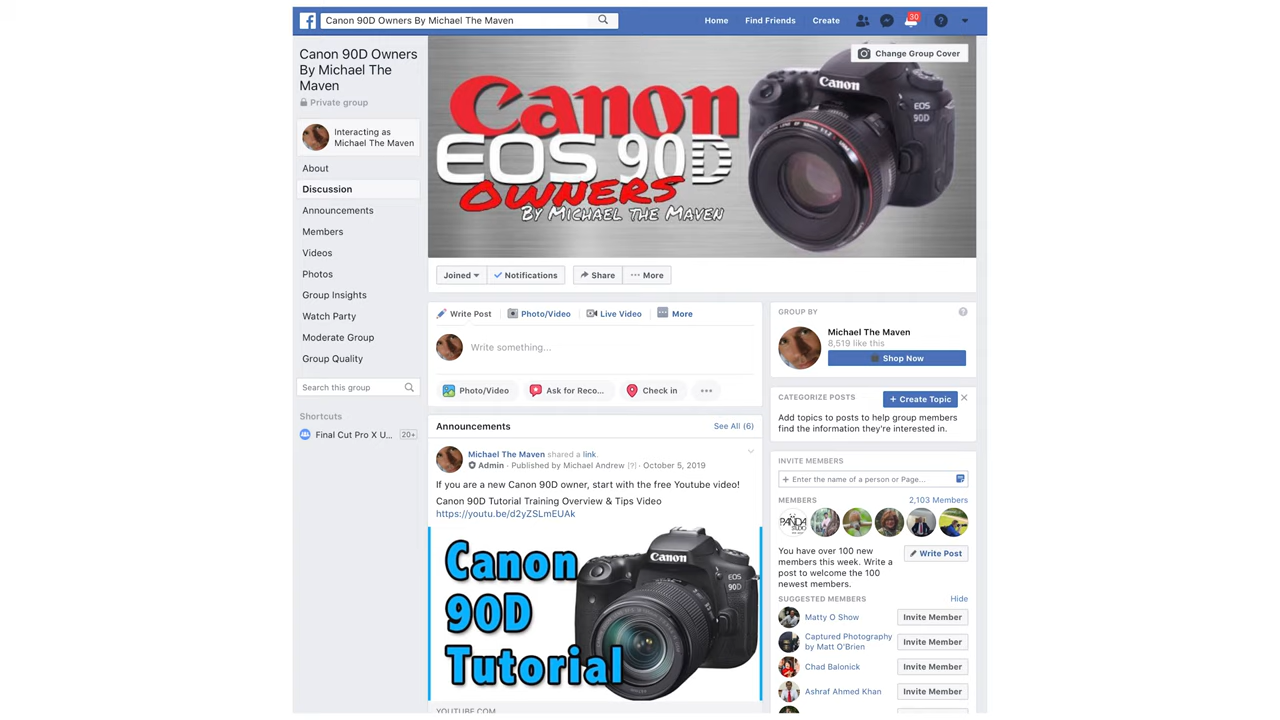 Canon 90D Owners By Michael The Maven
Home
Find Friends
Create
30
Canon 90D Owners
By Michael The
Maven
Private group
Interacting as
Michael The Maven
About
Discussion
Announcements
Members
Videos
Photos
Group Insights
Watch Party
Moderate Group
Group Quality
Search this group
Shortcuts
Final Cut Pro X U...
20+
Change Group Cover
Canon
EOS 90D
OWNERS
By Michael the Maven
Canon
EOS
90D
Joined
Notifications
Share
More
Write Post
Photo/Video
Live Video
More
Write something...
Photo/Video
Ask for Reco...
Check in
Announcements
See All (6)
Michael The Maven shared a link.
Admin · Published by Michael Andrew [?] · October 5, 2019
If you are a new Canon 90D owner, start with the free Youtube video!
Canon 90D Tutorial Training Overview & Tips Video
https://youtu.be/d2yZSLmEUAk
Canon
90D
Tutorial
Canon
EOS
90D
YOUTUBE.COM
GROUP BY
Michael The Maven
8,519 like this
Shop Now
CATEGORIZE POSTS
+ Create Topic
Add topics to posts to help group members
find the information they're interested in.
INVITE MEMBERS
+ Enter the name of a person or Page...
MEMBERS
2,103 Members
PANDA
You have over 100 new
members this week. Write a
post to welcome the 100
newest members.
Write Post
SUGGESTED MEMBERS
Hide
Matty O Show
Invite Member
Captured Photography
by Matt O'Brien
Invite Member
Chad Balonick
Invite Member
Ashraf Ahmed Khan
Invite Member